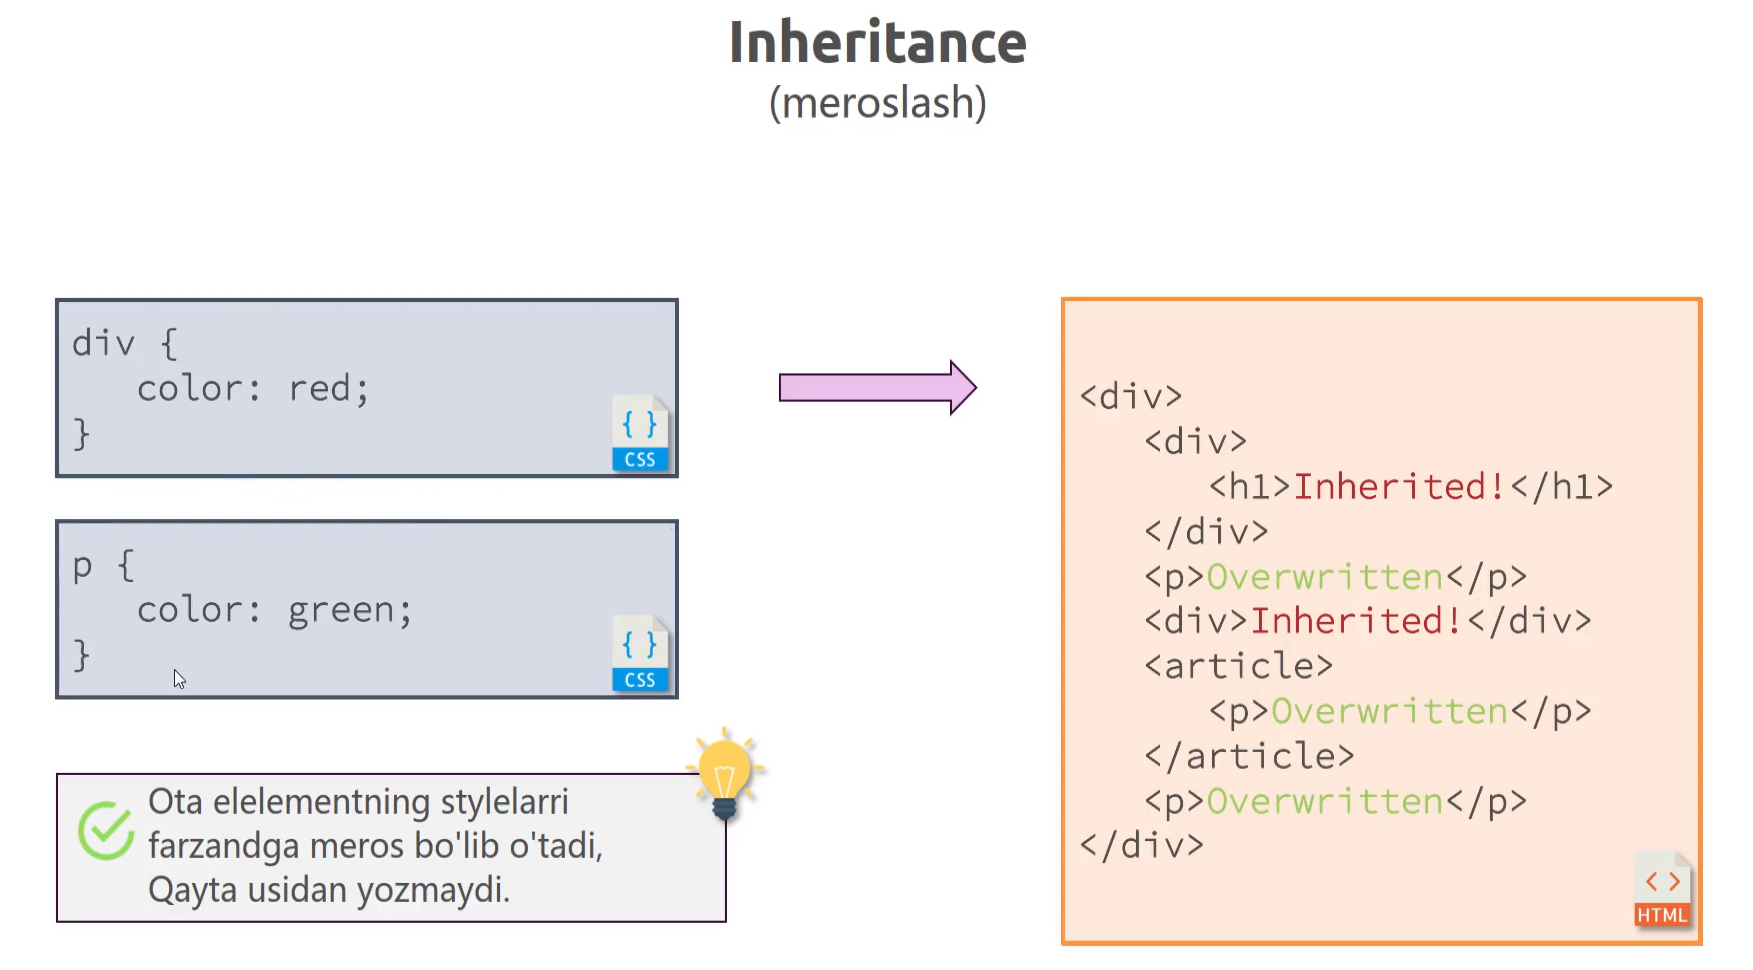 Inheritance
(meroslash)
div {
color: red;
}
{ }
CSS
p {
color: green;
}
{ }
CSS
Ota elelementning stylelarri
farzandga meros bo'lib o'tadi,
Qayta usidan yozmaydi.
<div>
<div>
<h1>Inherited!</h1>
</div>
<p>Overwritten</p>
<div>Inherited!</div>
<article>
<p>Overwritten</p>
</article>
<p>Overwritten</p>
</div>
< >
HTML